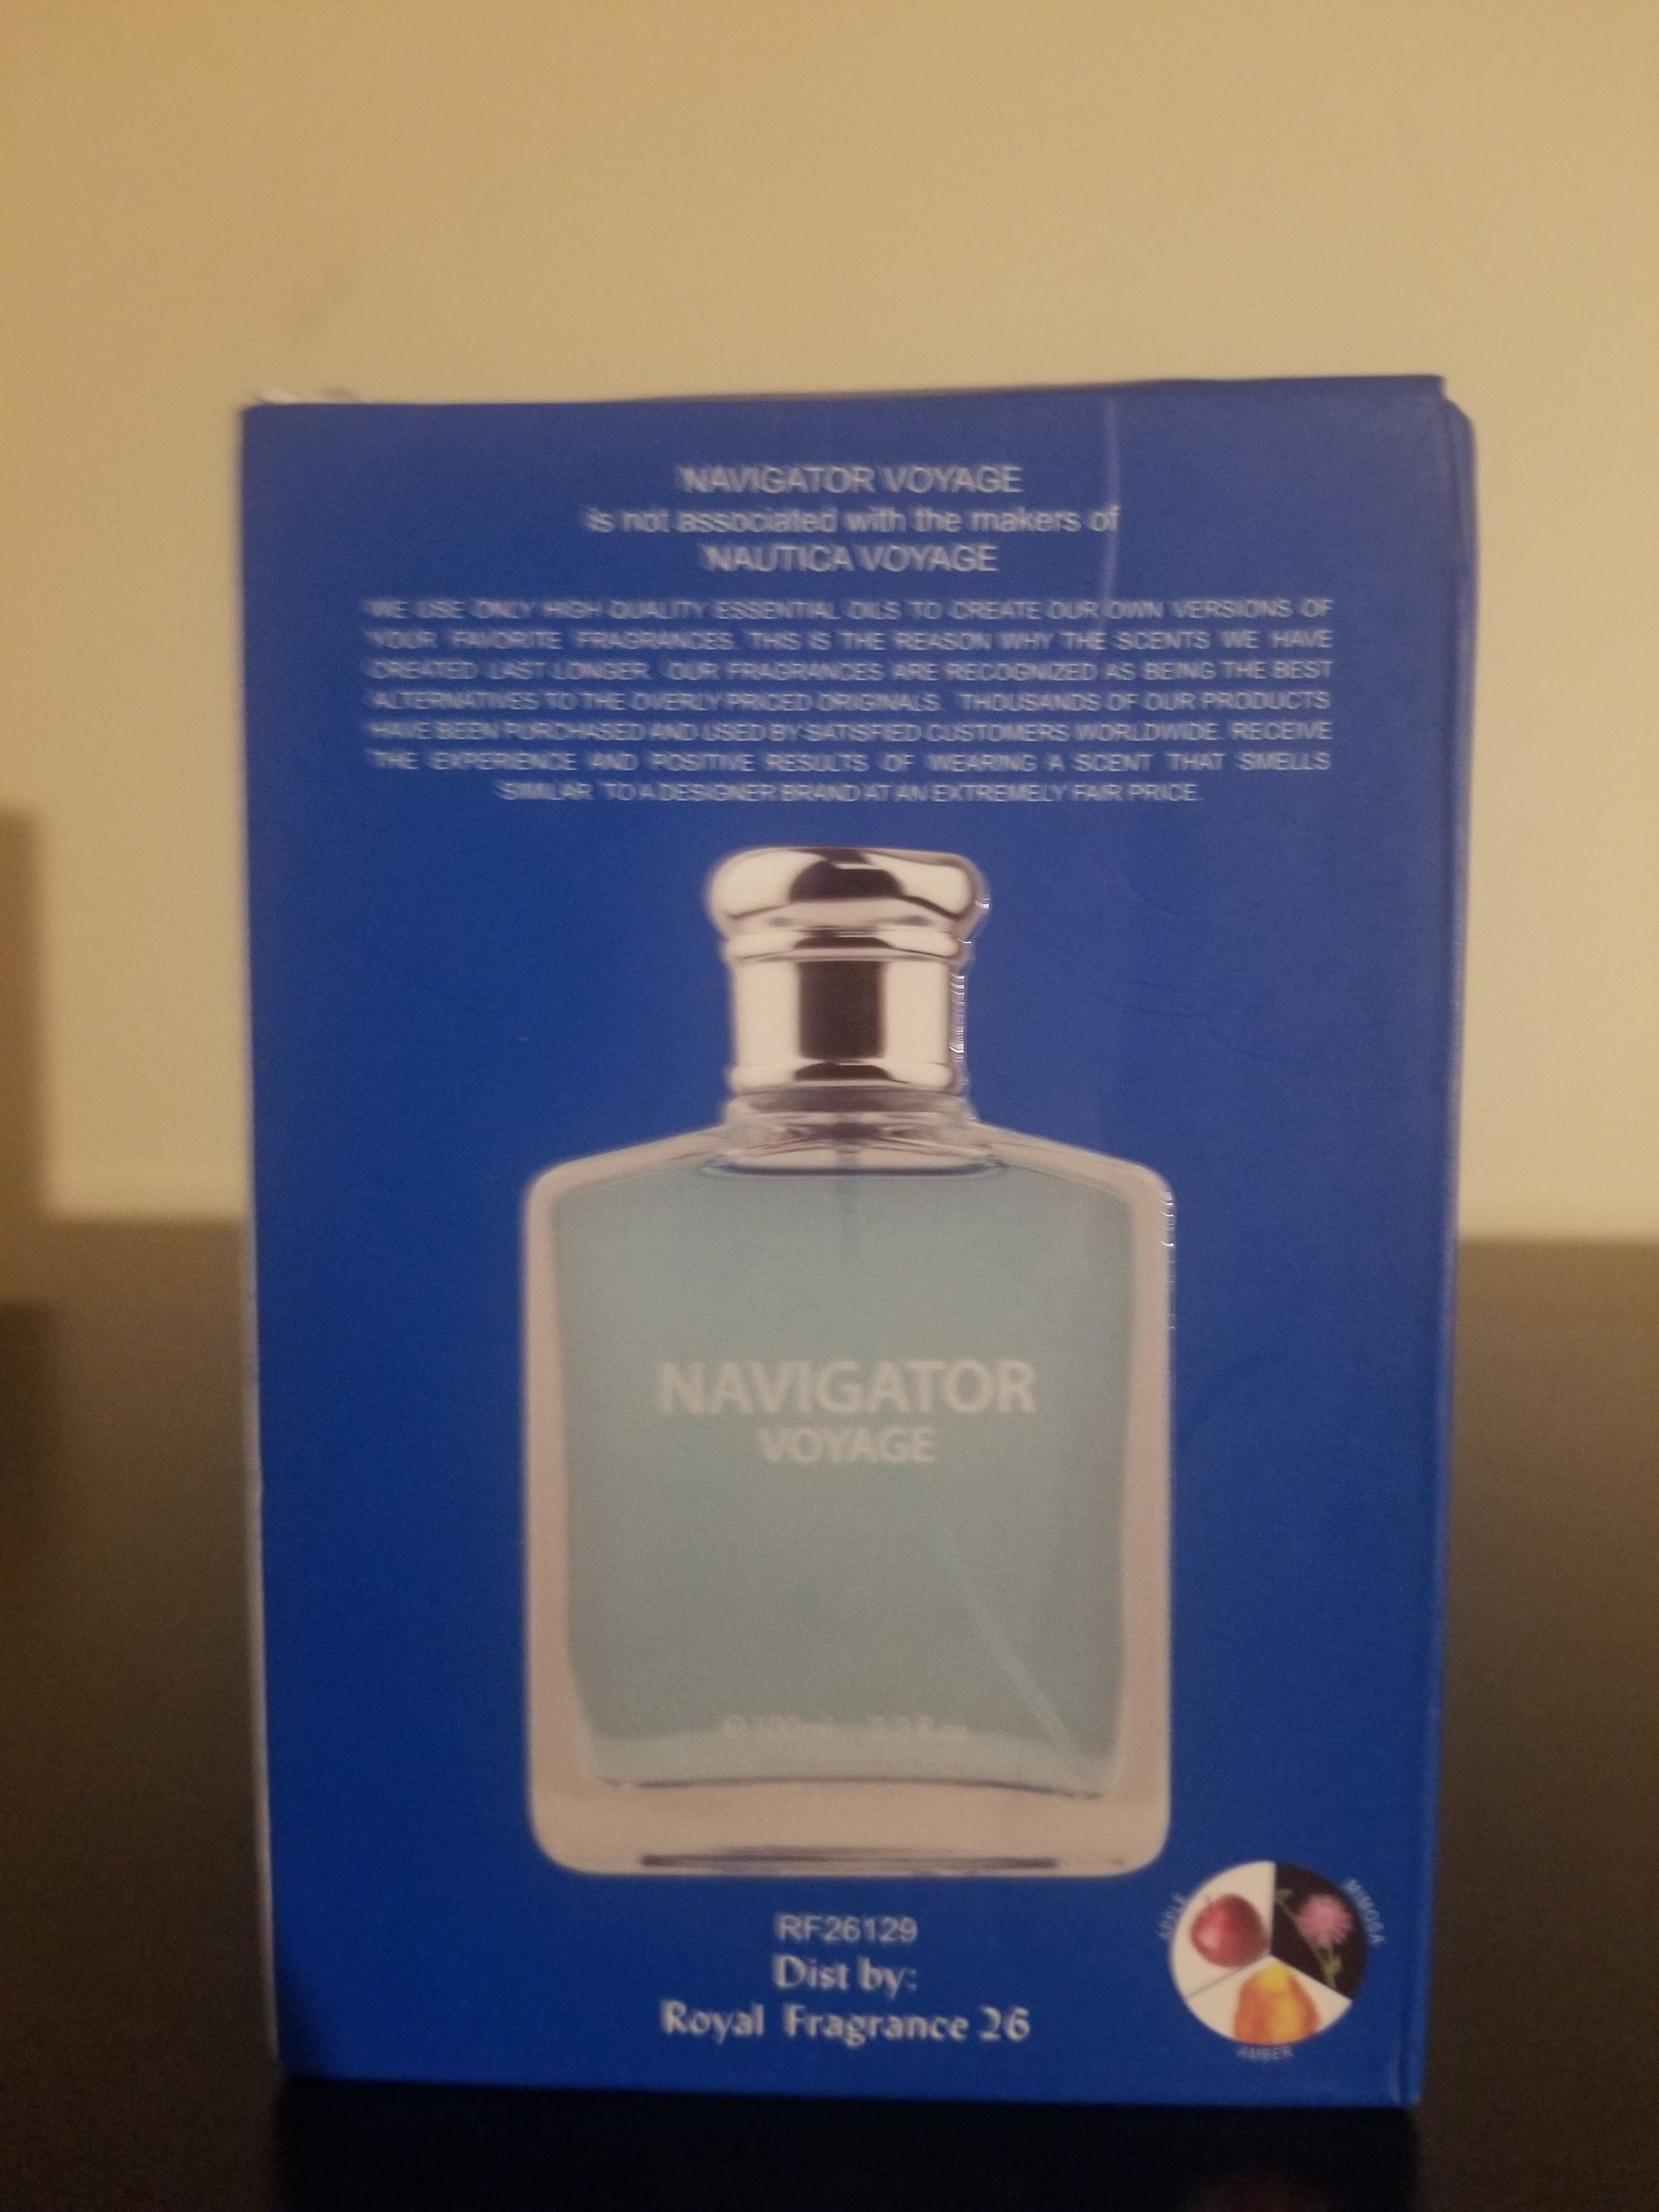 NAVIGATOR VOYAGE
is not associated with the makers of
NAUTICA VOYAGE
WE USE ONLY HIGH QUALITY ESSENTIAL OILS TO CREATE OUR OWN VERSIONS OF
YOUR FAVORITE FRAGRANCES. THIS IS THE REASON WHY THE SCENTS WE HAVE
CREATED LAST LONGER. OUR FRAGRANCES ARE RECOGNIZED AS BEING THE BEST
ALTERNATIVES TO THE OVERLY PRICED ORIGINALS. THOUSANDS OF OUR PRODUCTS
HAVE BEEN PURCHASED AND USED BY SATISFIED CUSTOMERS WORLDWIDE. RECEIVE
THE EXPERIENCE AND POSITIVE RESULTS OF WEARING A SCENT THAT SMELLS
SIMILAR TO A DESIGNER BRAND AT AN EXTREMELY FAIR PRICE.
NAVIGATOR
VOYAGE
100ml 3.3 fl.oz
RF26129
Dist by:
Royal Fragrance 26
APPLE
MIMOSA
AMBER